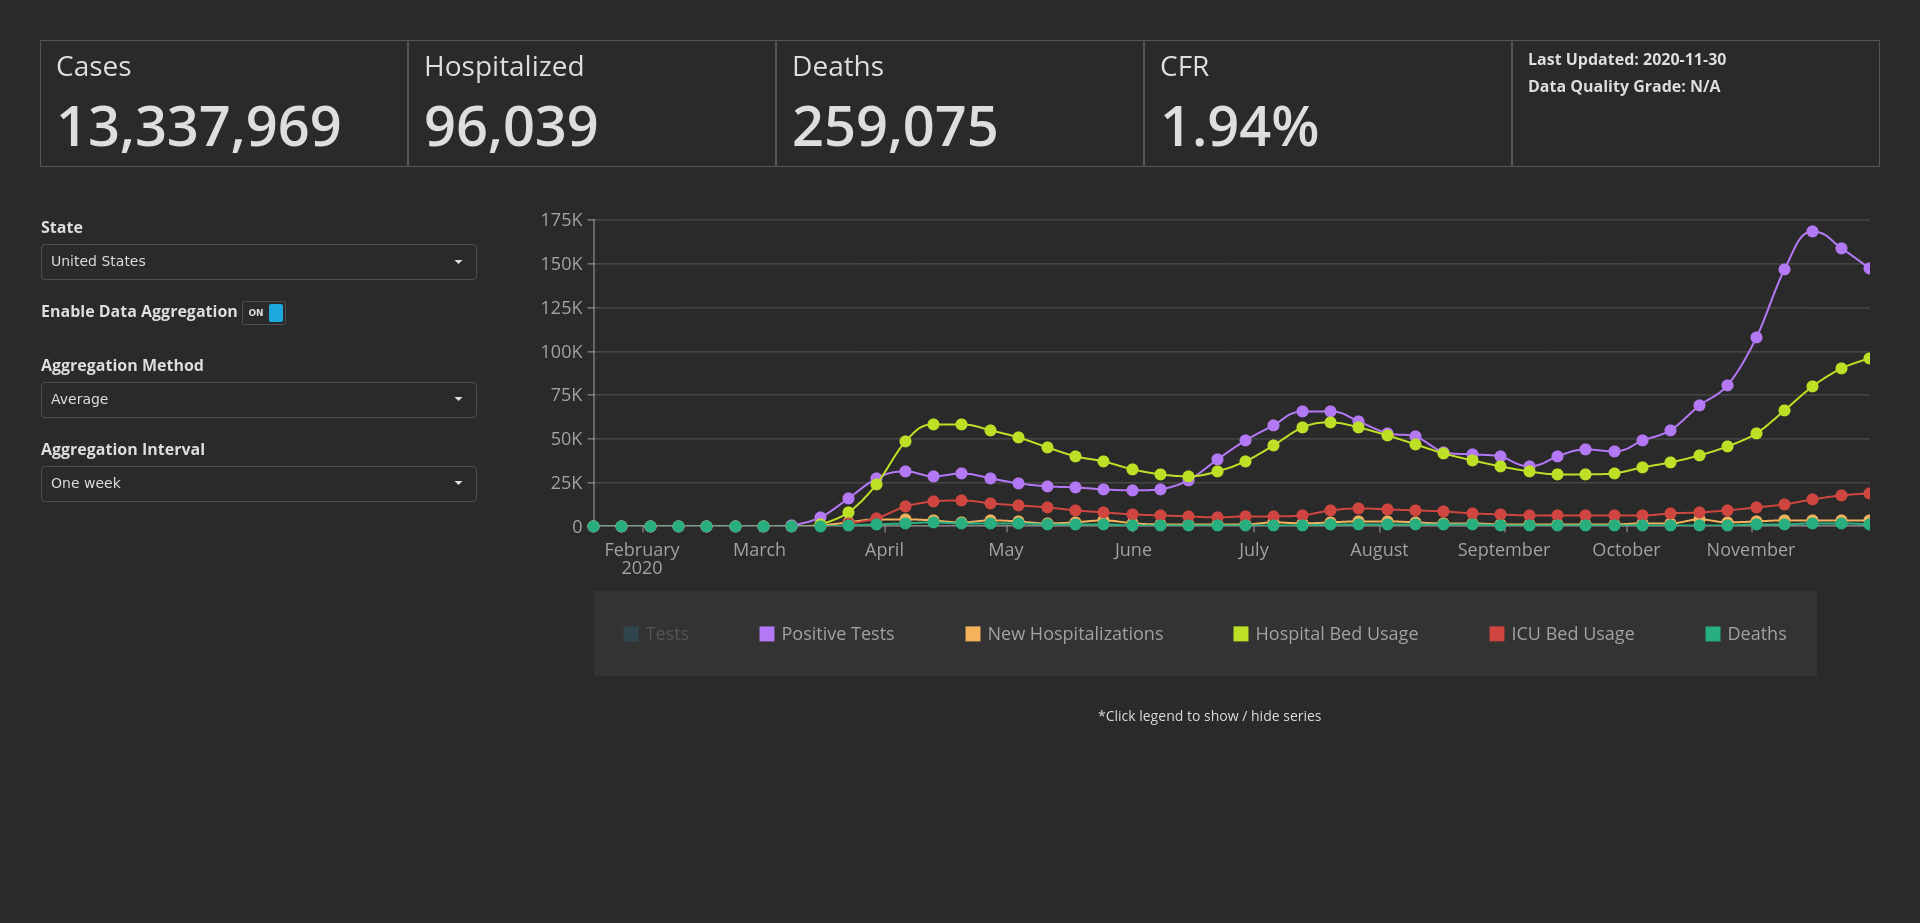 Cases
13,337,969
Hospitalized
96,039
Deaths
259,075
CFR
1.94%
Last Updated: 2020-11-30
Data Quality Grade: N/A
State
United States
Enable Data Aggregation ON
Aggregation Method
Average
Aggregation Interval
One week
175K
150K
125K
100K
75K
50K
25K
0
February March April May June July August September October November
2020
Tests Positive Tests New Hospitalizations Hospital Bed Usage ICU Bed Usage Deaths
*Click legend to show / hide series